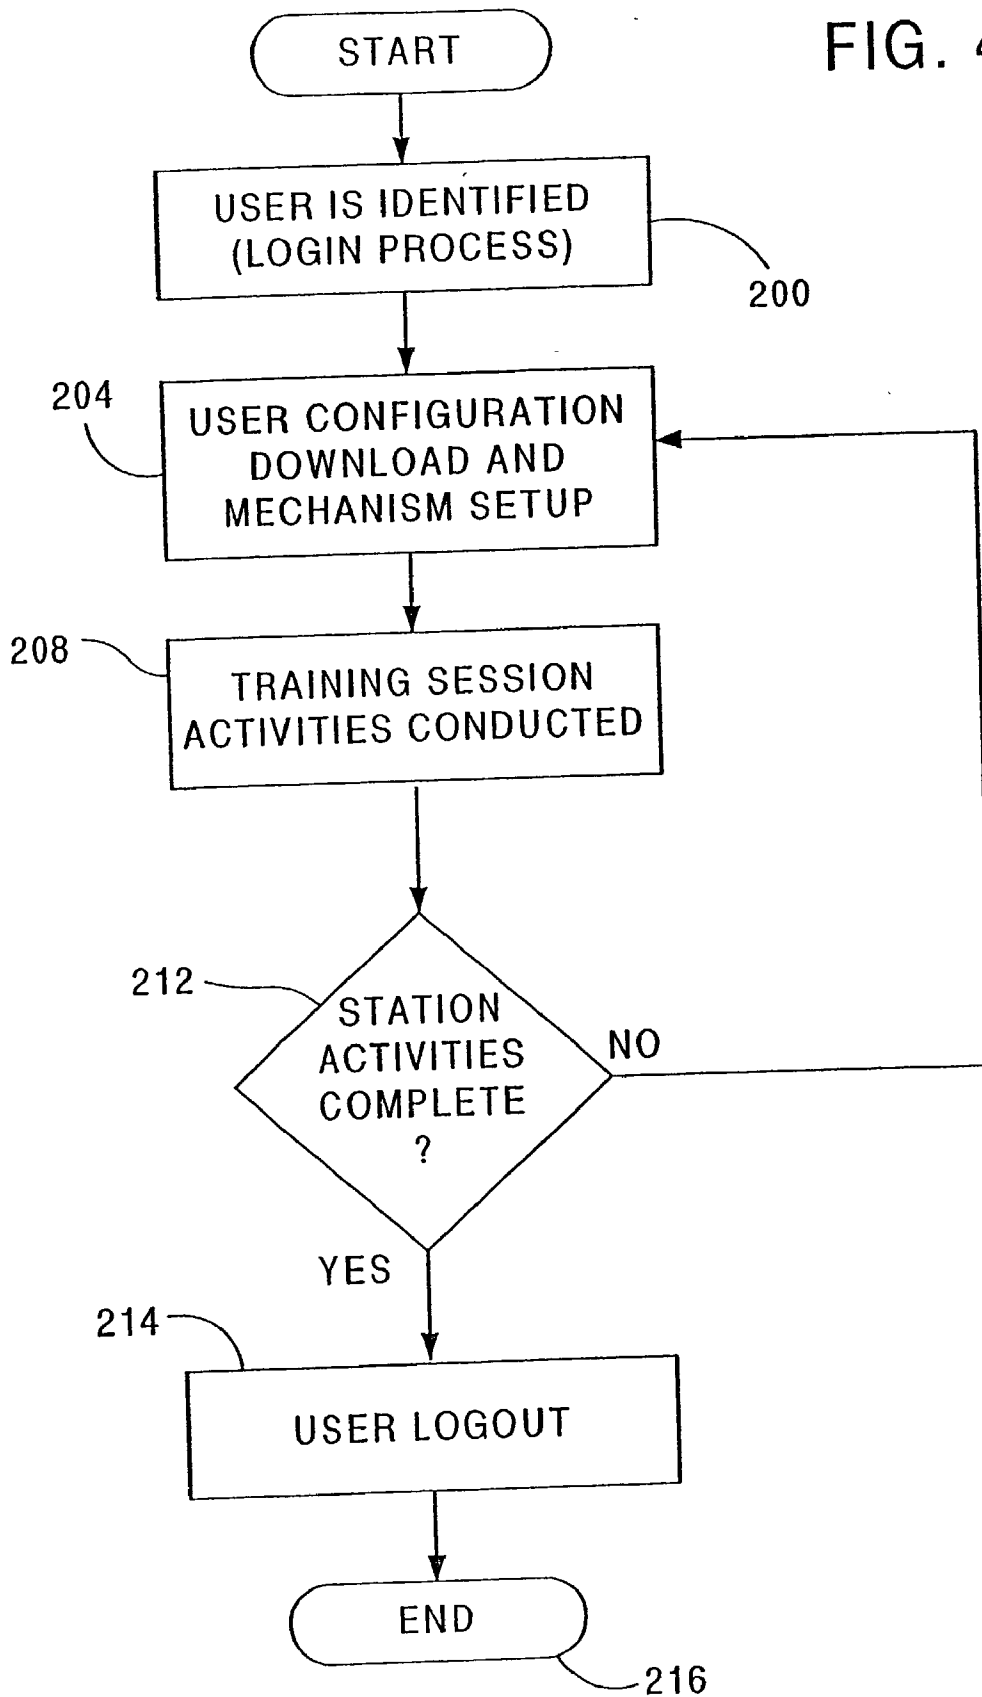 START
FIG. 4
USER IS IDENTIFIED
(LOGIN PROCESS)
200
204
USER CONFIGURATION
DOWNLOAD AND
MECHANISM SETUP
208
TRAINING SESSION
ACTIVITIES CONDUCTED
212
STATION
ACTIVITIES
COMPLETE
?
NO
YES
214
USER LOGOUT
END
216